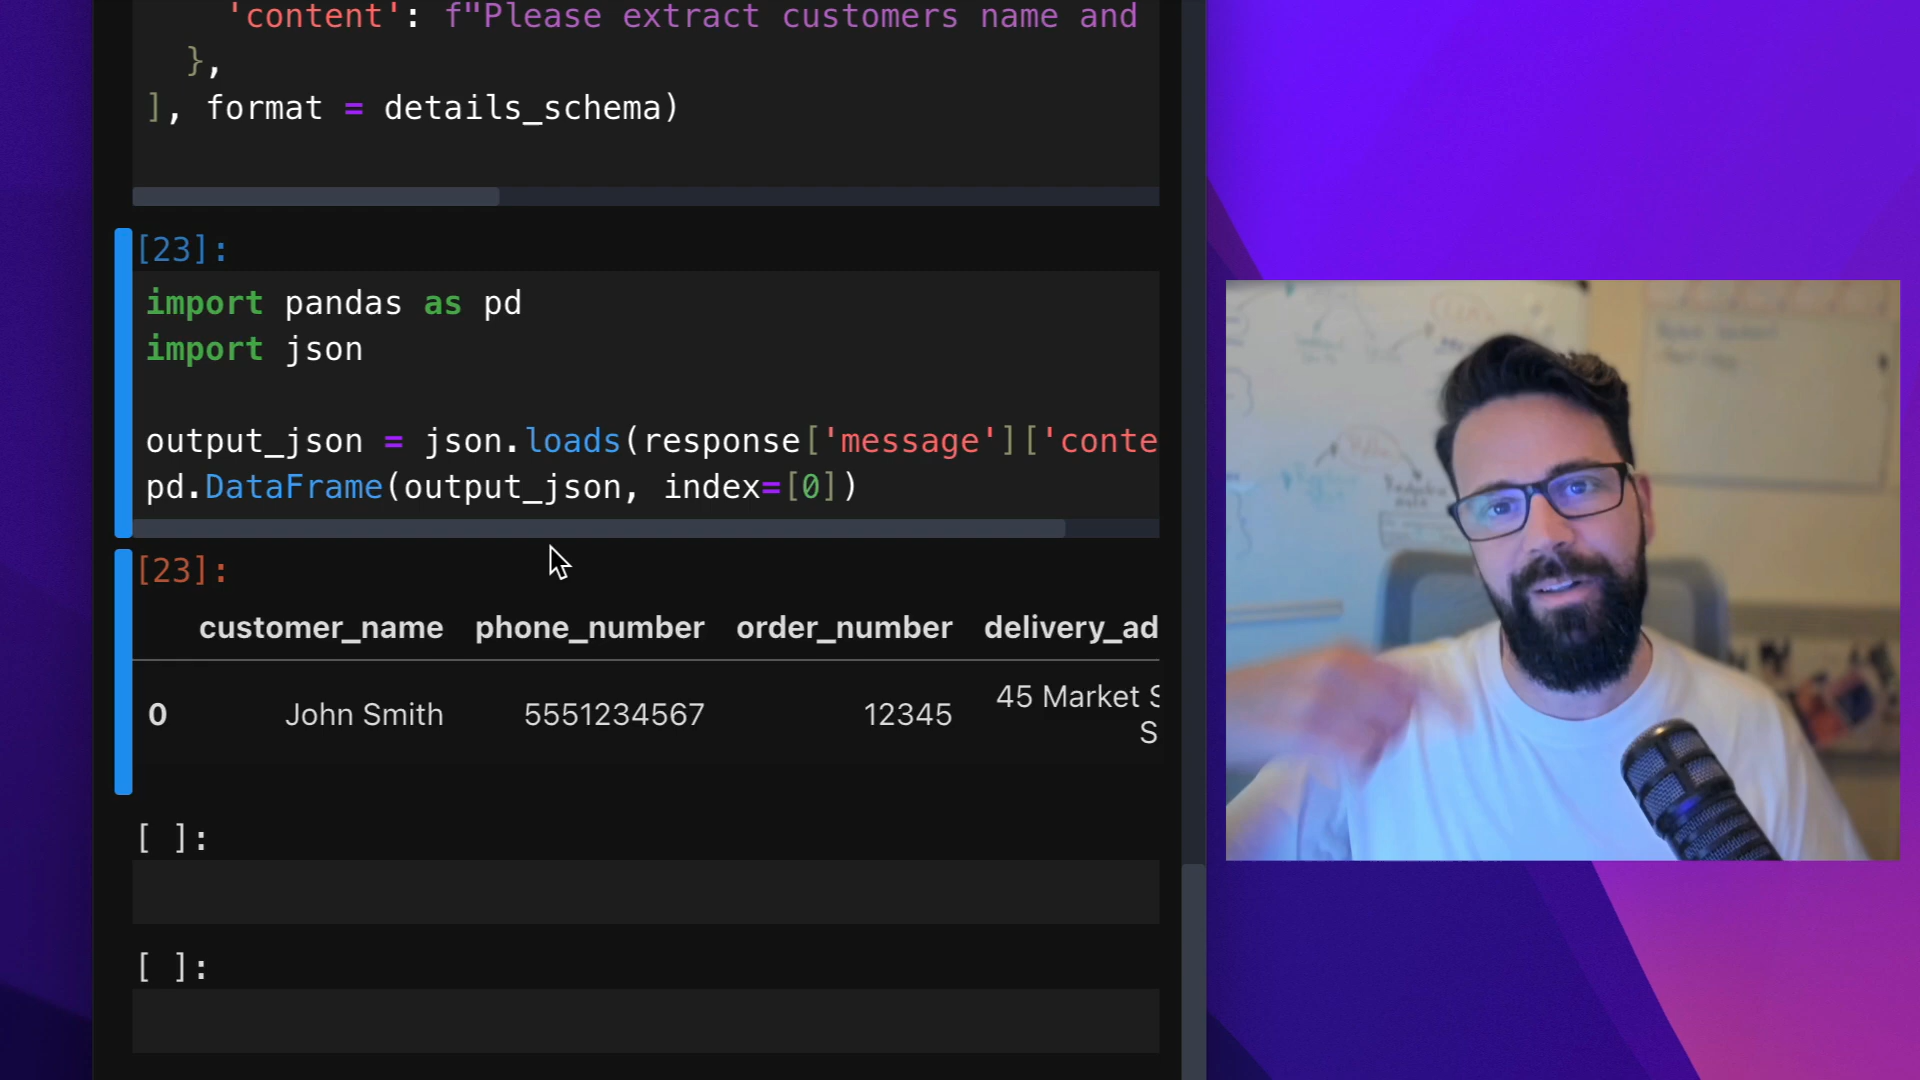 'content': f"Please extract customers name and
},
], format = details_schema)
[23]:
import pandas as pd
import json
output_json = json.loads(response['message']['conte
pd.DataFrame(output_json, index=[0])
[23]:
customer_name phone_number order_number delivery_ad
0 John Smith 5551234567 12345 45 Market S
S
[ ]:
[ ]: